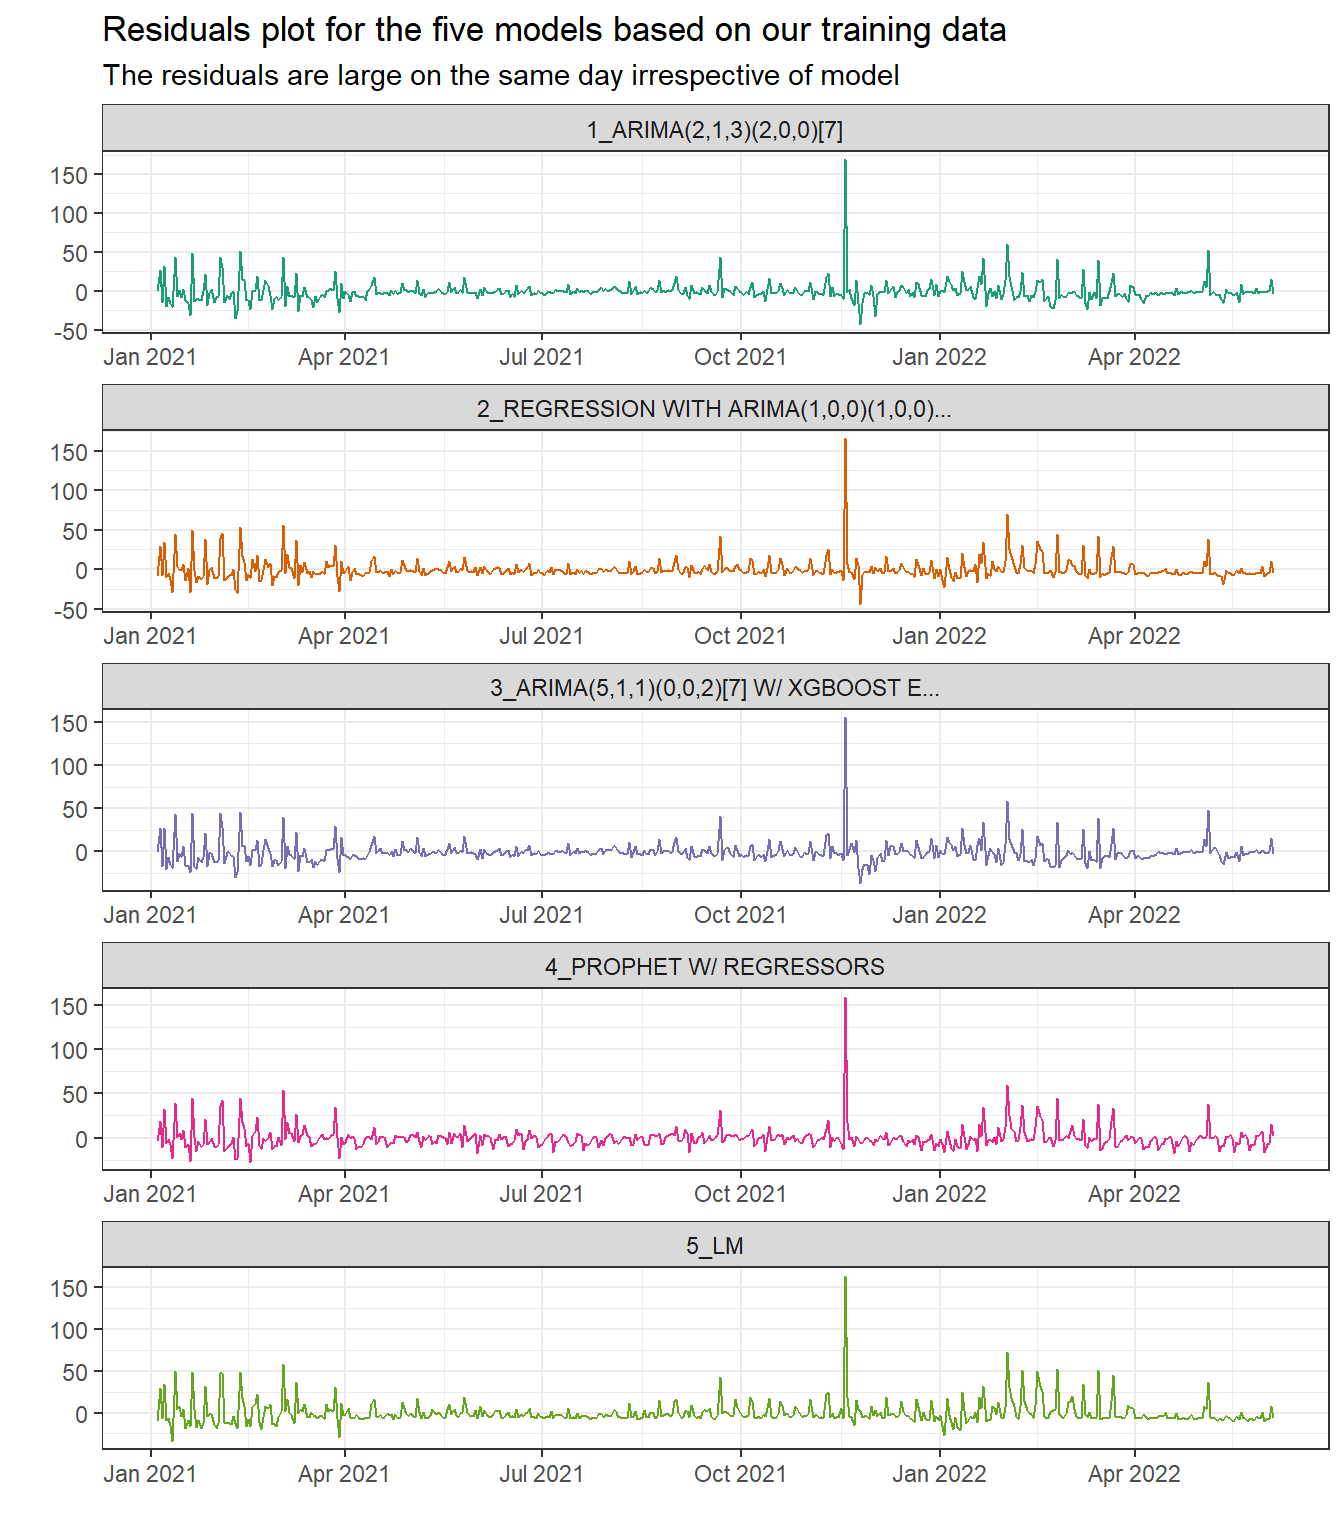 Residuals plot for the five models based on our training data
The residuals are large on the same day irrespective of model
1_ARIMA(2,1,3)(2,0,0)[7]
150
100
50
0
-50
Jan 2021 Apr 2021 Jul 2021 Oct 2021 Jan 2022 Apr 2022
2_REGRESSION WITH ARIMA(1,0,0)(1,0,0)...
150
100
50
0
-50
Jan 2021 Apr 2021 Jul 2021 Oct 2021 Jan 2022 Apr 2022
3_ARIMA(5,1,1)(0,0,2)[7] W/ XGBOOST E...
150
100
50
0
Jan 2021 Apr 2021 Jul 2021 Oct 2021 Jan 2022 Apr 2022
4_PROPHET W/ REGRESSORS
150
100
50
0
Jan 2021 Apr 2021 Jul 2021 Oct 2021 Jan 2022 Apr 2022
5_LM
150
100
50
0
Jan 2021 Apr 2021 Jul 2021 Oct 2021 Jan 2022 Apr 2022